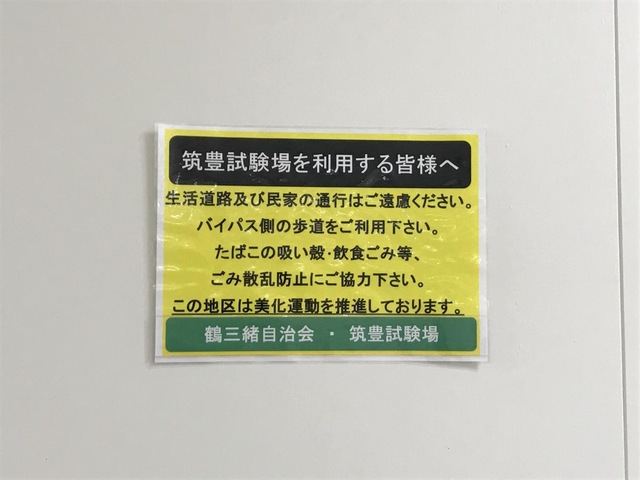 筑豊試験場を利用する皆様へ
生活道路及び民家の通行はご遠慮ください。
バイパス側の歩道をご利用下さい。
たばこの吸い殻・飲食ごみ等、
ごみ散乱防止にご協力下さい。
この地区は美化運動を推進しております。
鶴三緒自治会 ・ 筑豊試験場